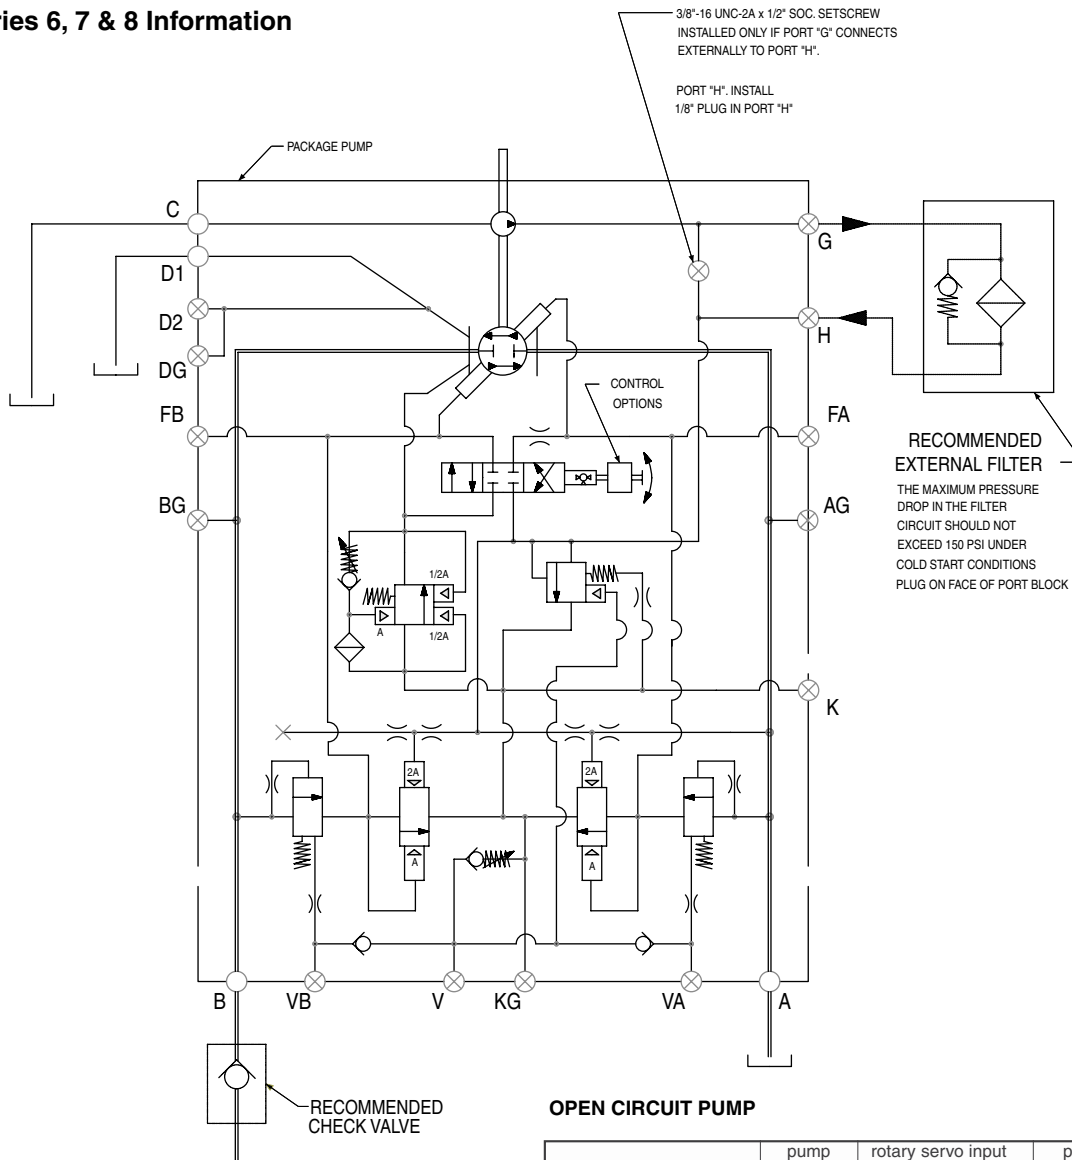 ries 6, 7 & 8 Information
3/8"-16 UNC-2A x 1/2" SOC. SETSCREW
INSTALLED ONLY IF PORT "G" CONNECTS
EXTERNALLY TO PORT "H".
PORT "H". INSTALL
1/8" PLUG IN PORT "H"
PACKAGE PUMP
C
G
D1
D2
H
DG
CONTROL
OPTIONS
FB
FA
RECOMMENDED
EXTERNAL FILTER
THE MAXIMUM PRESSURE
DROP IN THE FILTER
CIRCUIT SHOULD NOT
EXCEED 150 PSI UNDER
COLD START CONDITIONS
PLUG ON FACE OF PORT BLOCK
BG
AG
1/2A
A
1/2A
K
2A
2A
A
A
B
VB
V
KG
VA
A
RECOMMENDED
CHECK VALVE
OPEN CIRCUIT PUMP
pump
rotary servo input
p